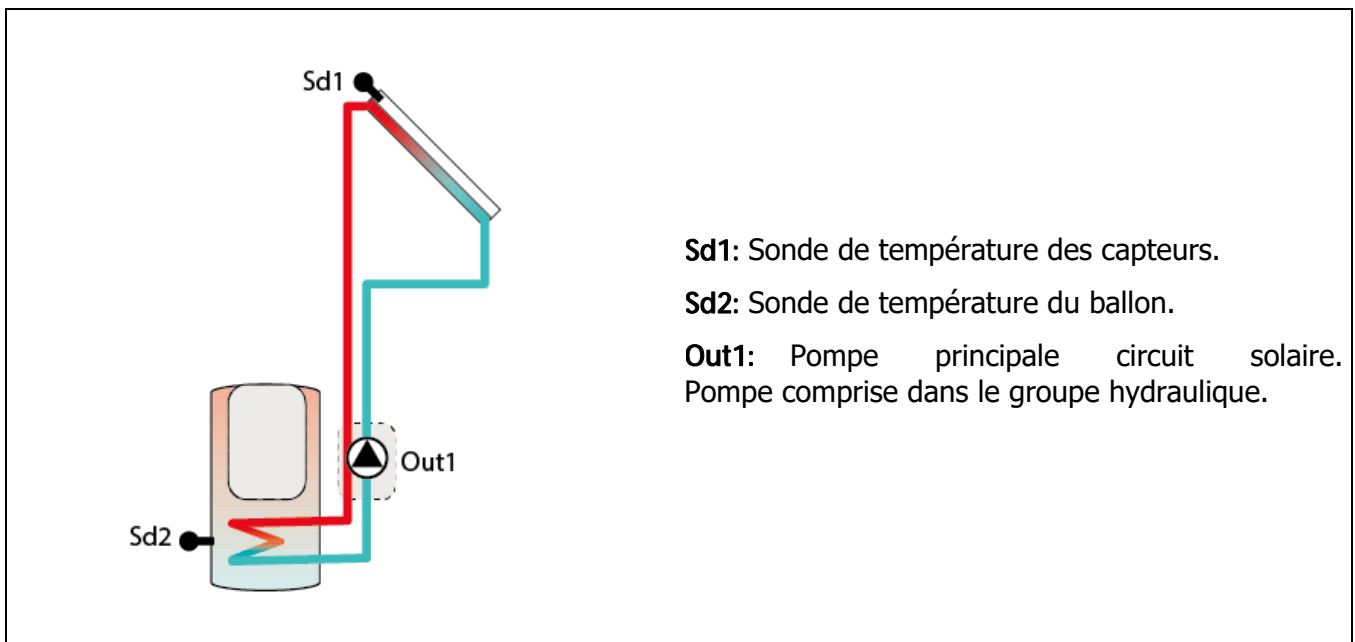 Sd1
Sd1: Sonde de température des capteurs.
Sd2: Sonde de température du ballon.
Out1: Pompe principale circuit solaire.
Pompe comprise dans le groupe hydraulique.
Out1
Sd2